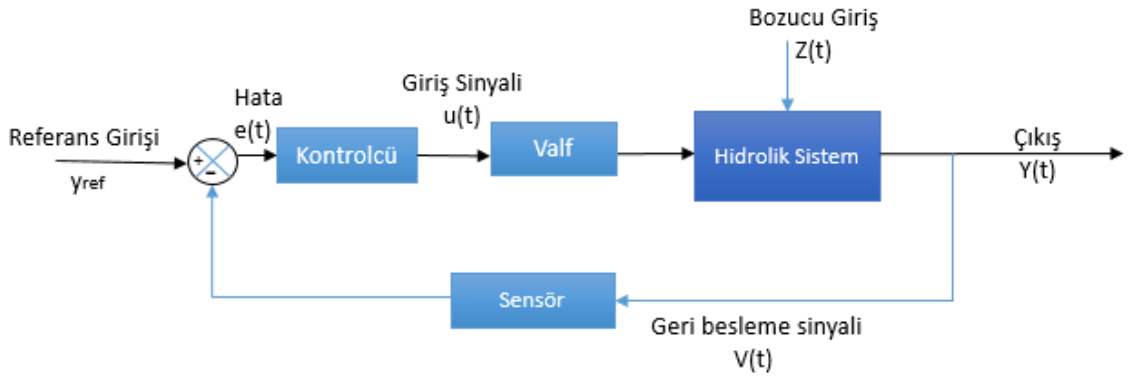 Bozucu Giriş
Z(t)
Giriş Sinyali
u(t)
Hata
e(t)
Referans Girişi
yref
+
−
Kontrolcü
Valf
Hidrolik Sistem
Çıkış
Y(t)
Sensör
Geri besleme sinyali
V(t)